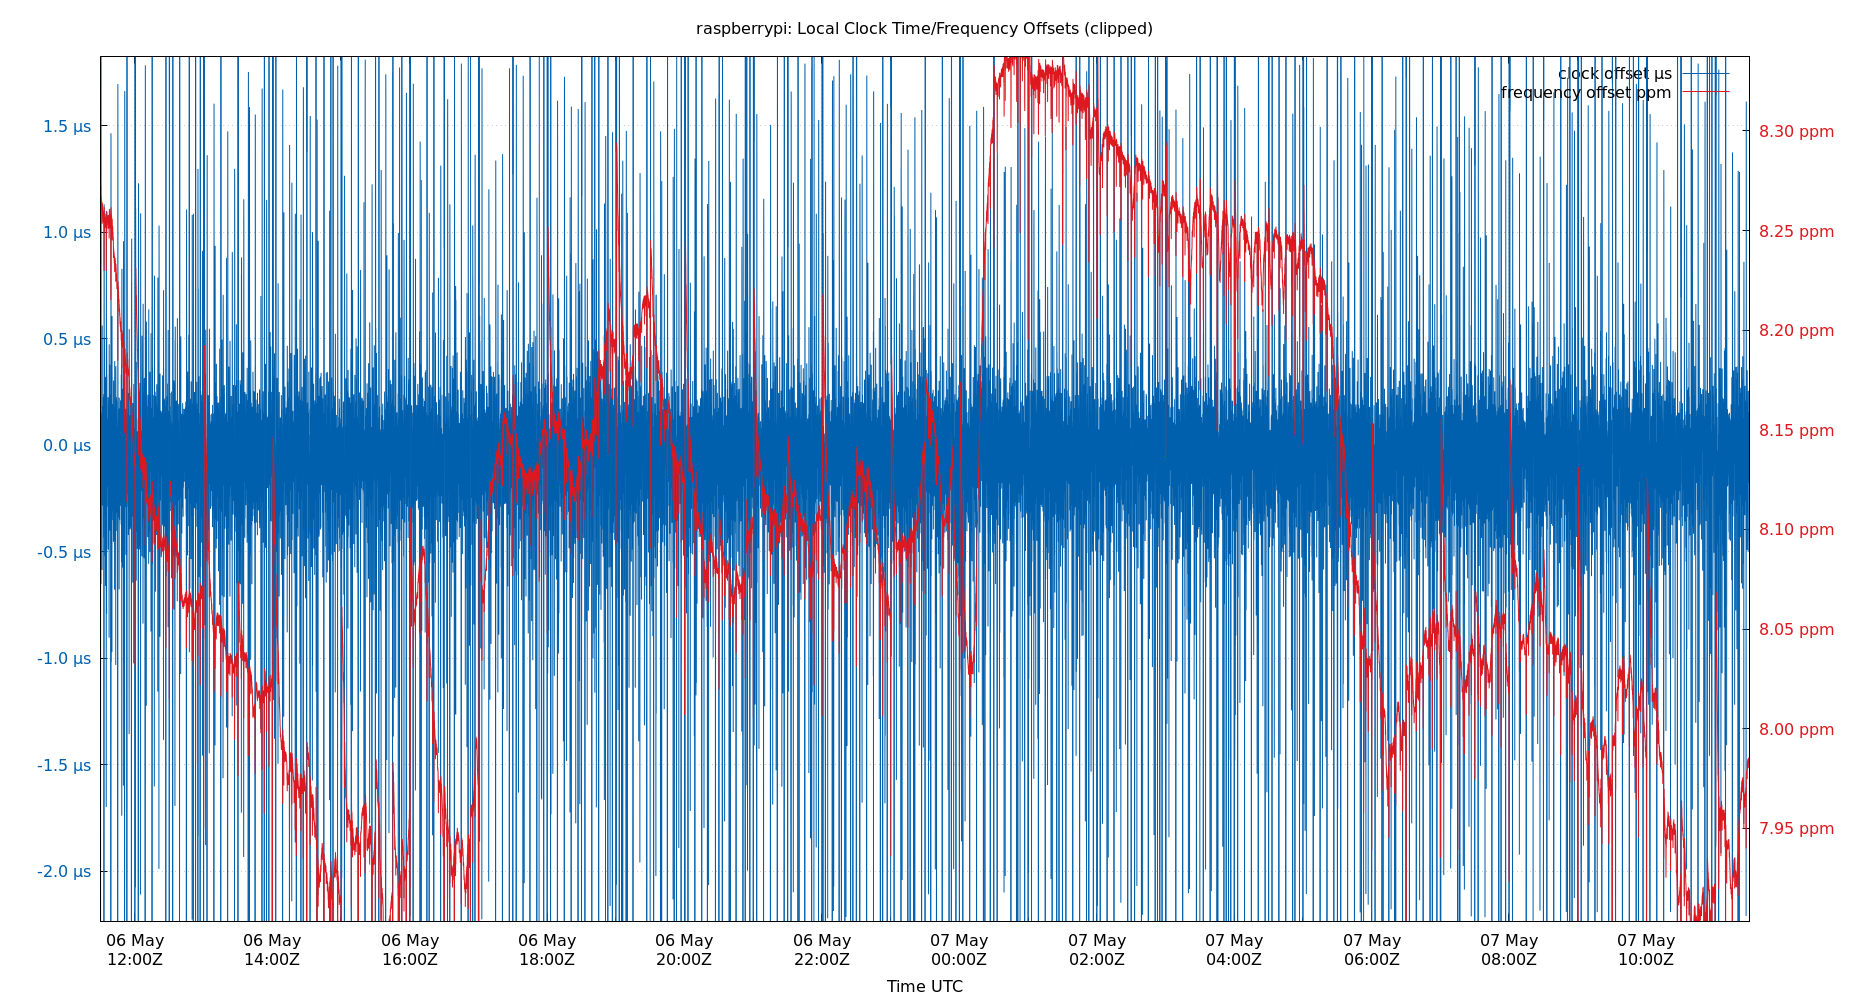 raspberrypi: Local Clock Time/Frequency Offsets (clipped)
clock offset µs
frequency offset ppm
1.5 µs
1.0 µs
0.5 µs
0.0 µs
-0.5 µs
-1.0 µs
-1.5 µs
-2.0 µs
8.30 ppm
8.25 ppm
8.20 ppm
8.15 ppm
8.10 ppm
8.05 ppm
8.00 ppm
7.95 ppm
06 May 06 May 06 May 06 May 06 May 06 May 07 May 07 May 07 May 07 May 07 May 07 May
12:00Z 14:00Z 16:00Z 18:00Z 20:00Z 22:00Z 00:00Z 02:00Z 04:00Z 06:00Z 08:00Z 10:00Z
Time UTC